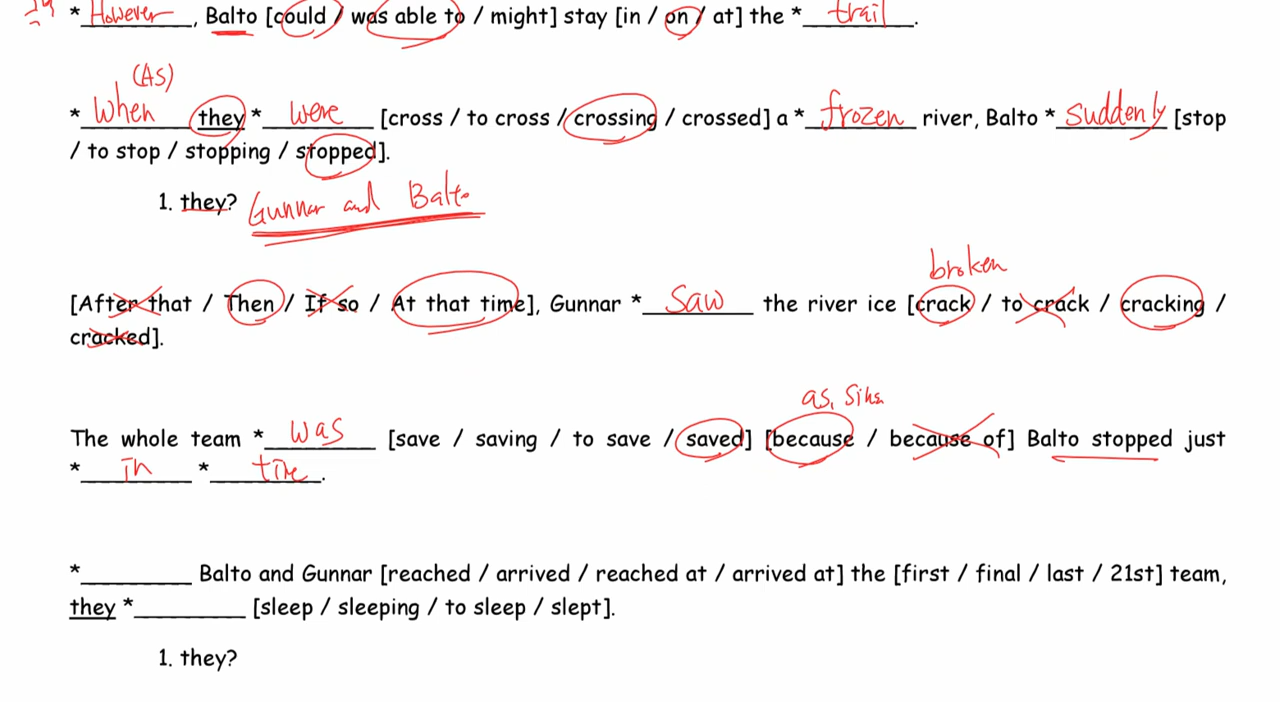 * However, Balto [could / was able to / might] stay [in / on / at] the * trail.
(As)
* When they * were [cross / to cross / crossing / crossed] a * frozen river, Balto * suddenly [stop
/ to stop / stopping / stopped].
1. they? Gunnar and Balto
broken
[After that / Then / If so / At that time], Gunnar * saw the river ice [crack / to crack / cracking /
cracked].
as,
The whole team * was [save / saving / to save / saved] [because / because of] Balto stopped just
* in * .
* Balto and Gunnar [reached / arrived / reached at / arrived at] the [first / final / last / 21st] team,
they * [sleep / sleeping / to sleep / slept].
1. they?